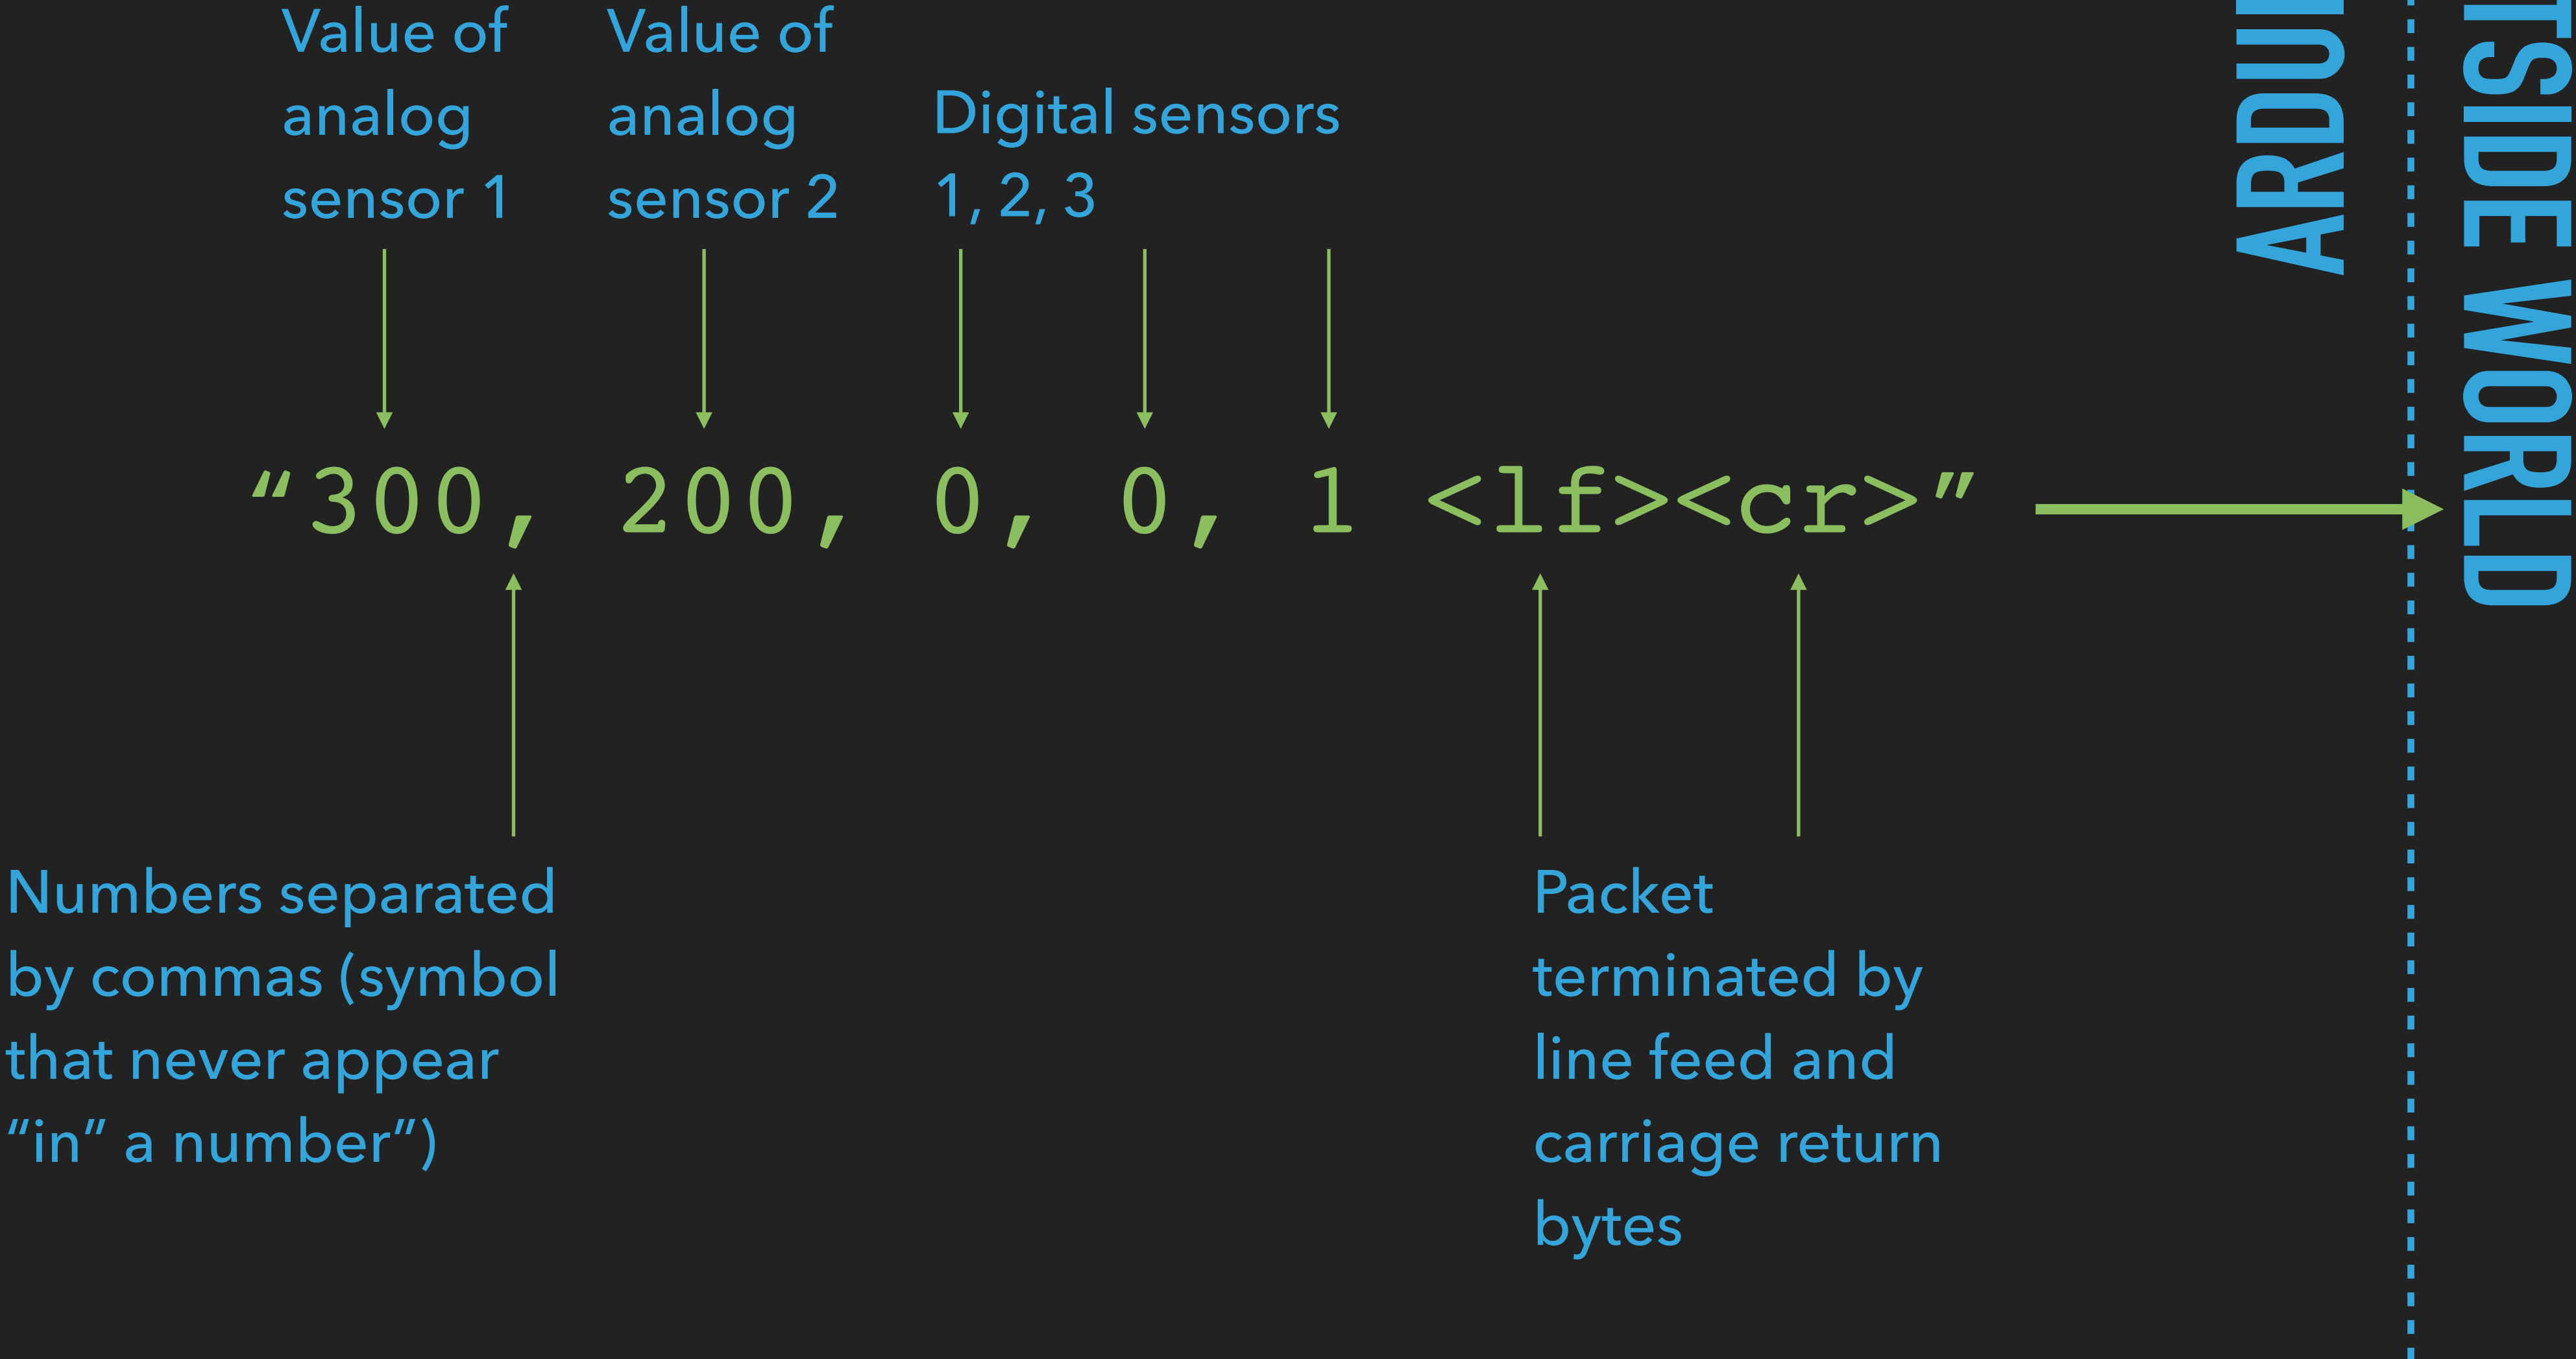 Value of
analog
sensor 1
Value of
analog
sensor 2
Digital sensors
1, 2, 3
“300, 200, 0, 0, 1 <lf><cr>”
Numbers separated
by commas (symbol
that never appear
“in” a number”)
Packet
terminated by
line feed and
carriage return
bytes
ARDUI
TSIDE WORLD